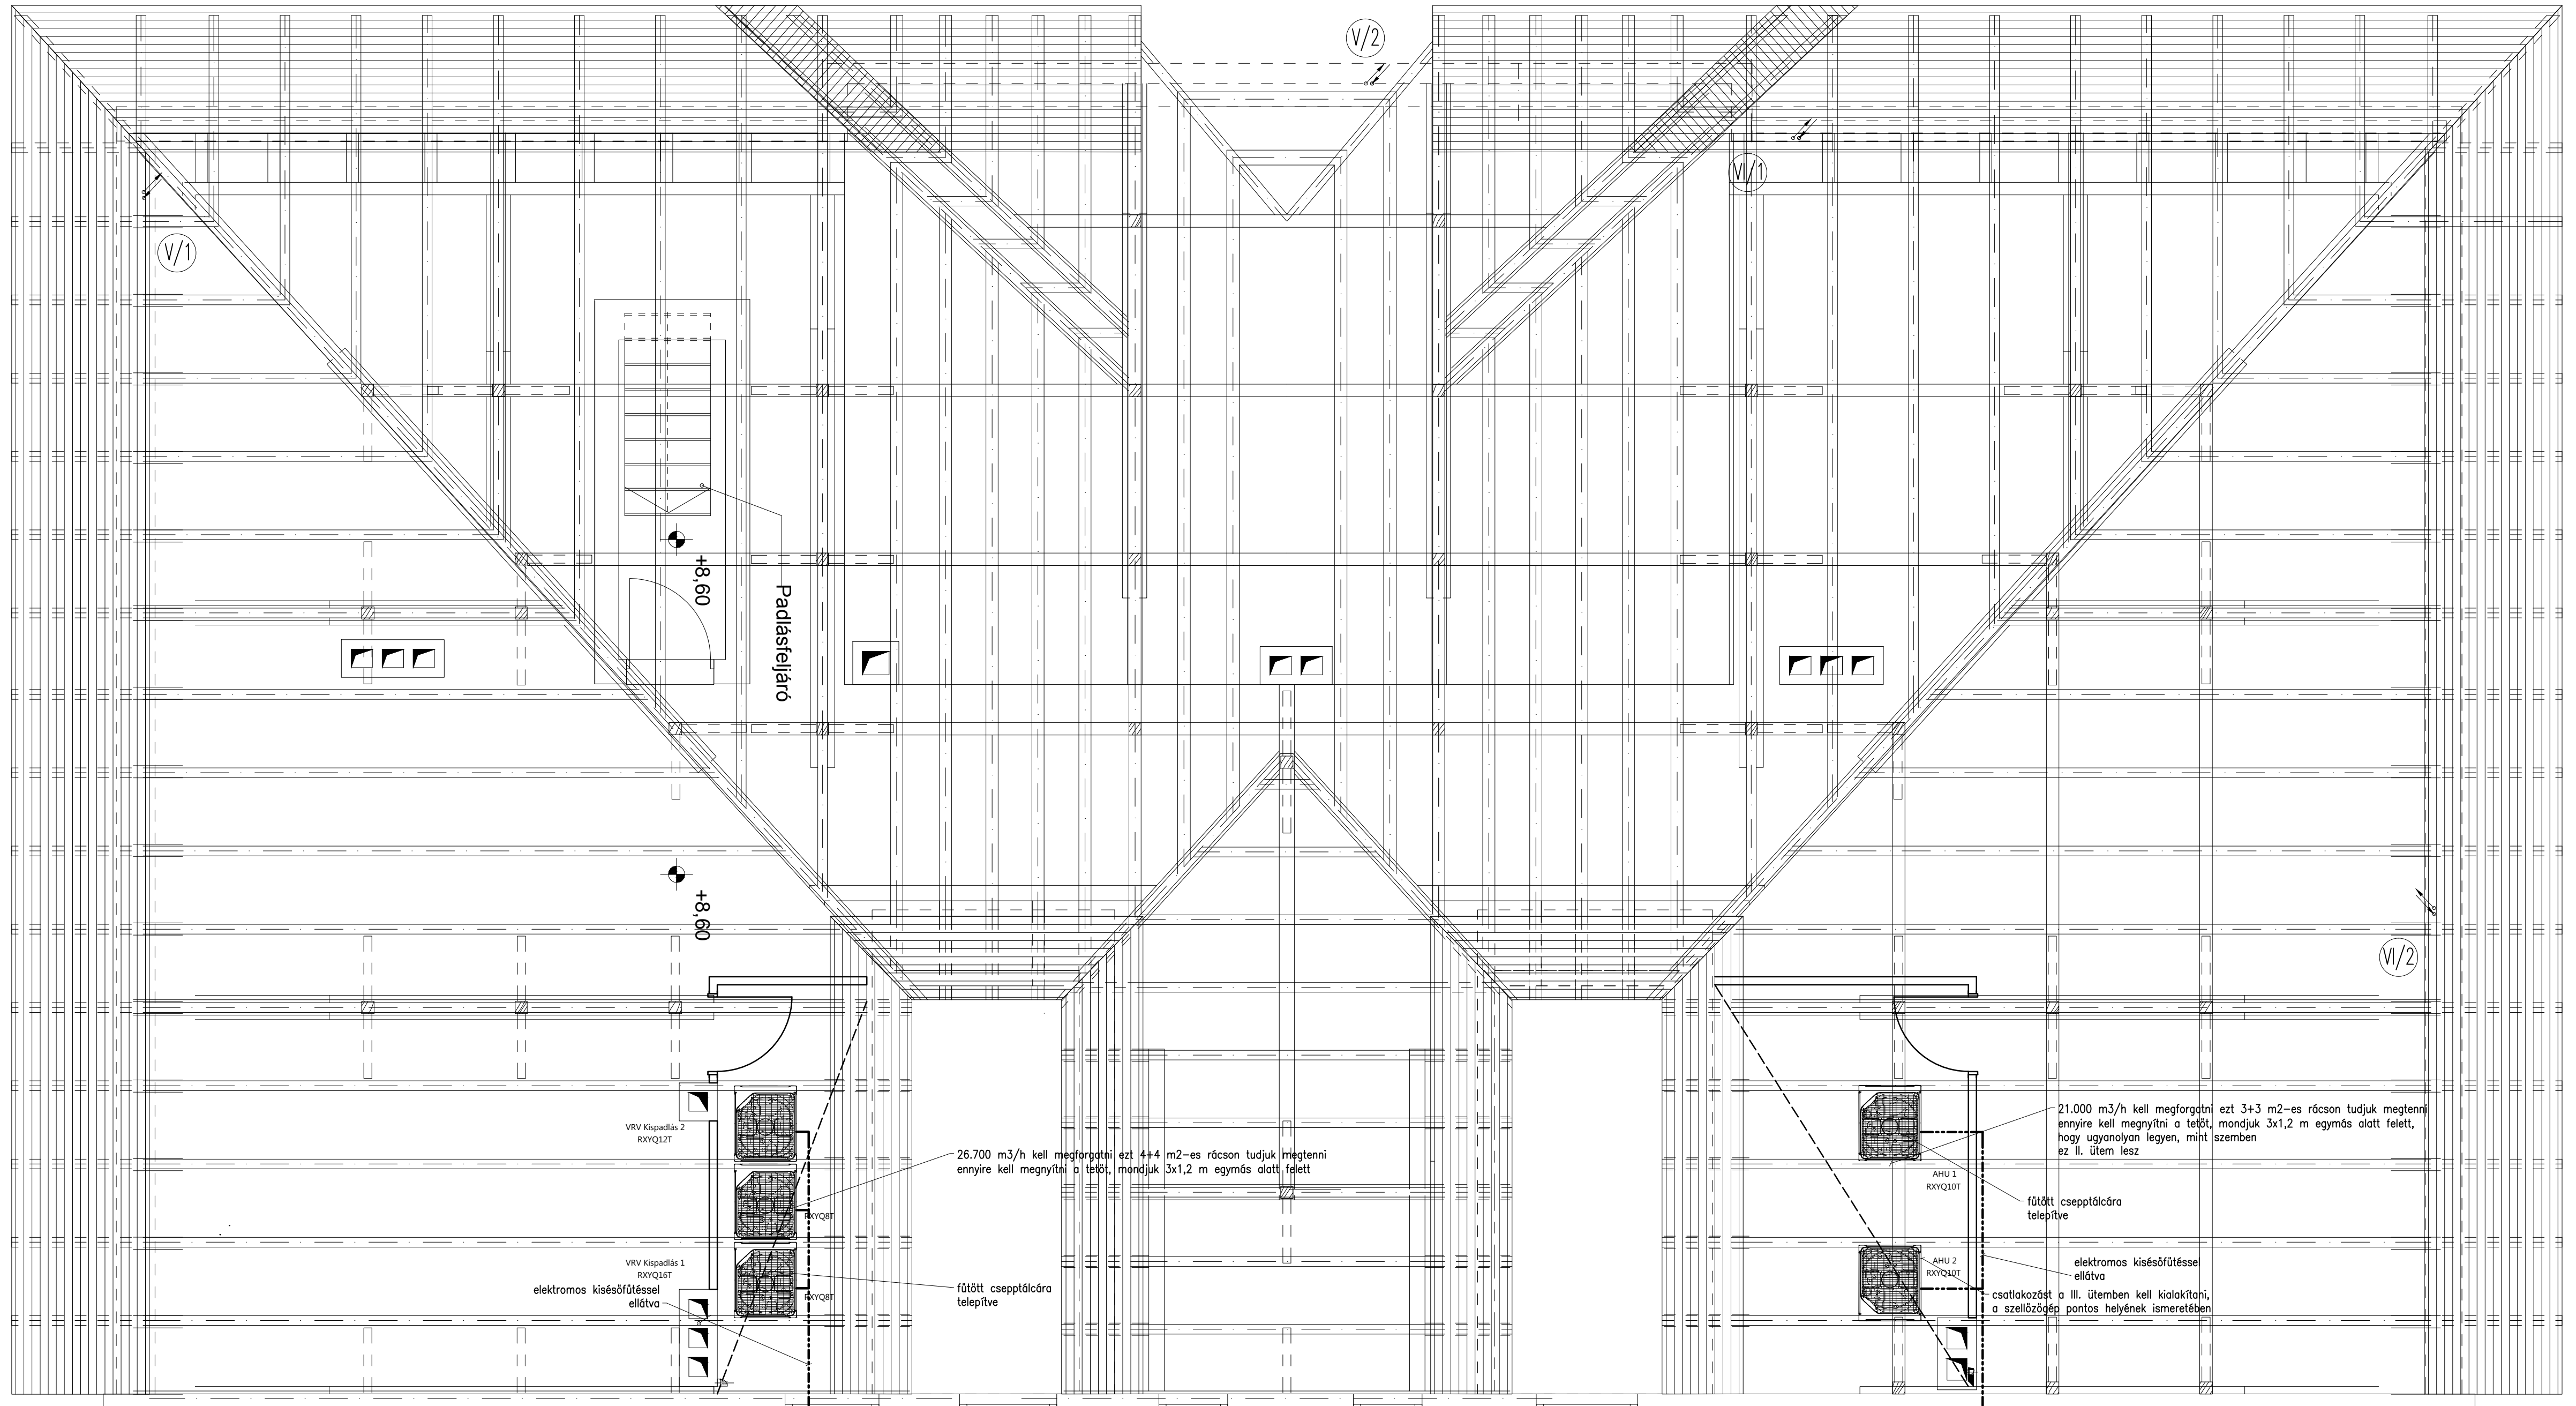 V/2
VI/1
V/1
+8,60
Padlásfeljáró
+8,60
VI/2
VRV Kispadlás 2
RXYQ12T
26.700 m3/h kell megforgatni ezt 4+4 m2-es rácson tudjuk megtenni
ennyire kell megnyítni a tetőt, mondjuk 3x1,2 m egymás alatt felett
RXYQ8T
VRV Kispadlás 1
RXYQ16T
elektromos kisésőfűtéssel
ellátva
RXYQ8T
fűtött csepptálcára
telepítve
21.000 m3/h kell megforgatni ezt 3+3 m2-es rácson tudjuk megtenni
ennyire kell megnyítni a tetőt, mondjuk 3x1,2 m egymás alatt felett,
hogy ugyanolyan legyen, mint szemben
ez II. ütem lesz
AHU 1
RXYQ10T
fűtött csepptálcára
telepítve
AHU 2
RXYQ10T
elektromos kisésőfűtéssel
ellátva
csatlakozást a III. ütemben kell kialakítani,
a szellőzőgép pontos helyének ismeretében